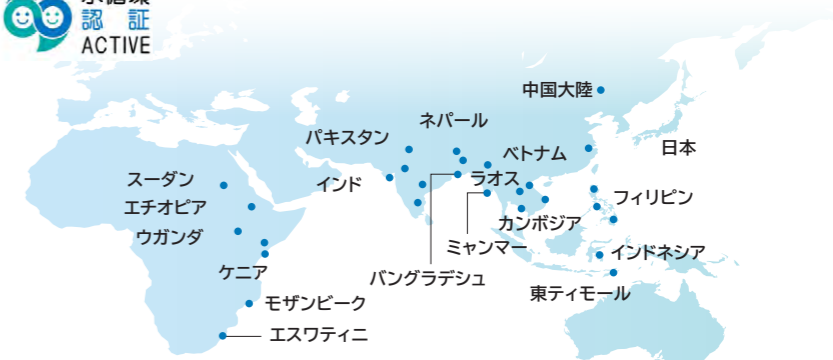 認 証
ACTIVE
中国大陸
ネパール
パキスタン
ベトナム
日本
インド
ラオス
スーダン
フィリピン
エチオピア
カンボジア
ウガンダ
ミャンマー
インドネシア
ケニア
バングラデシュ
東ティモール
モザンビーク
エスワティニ